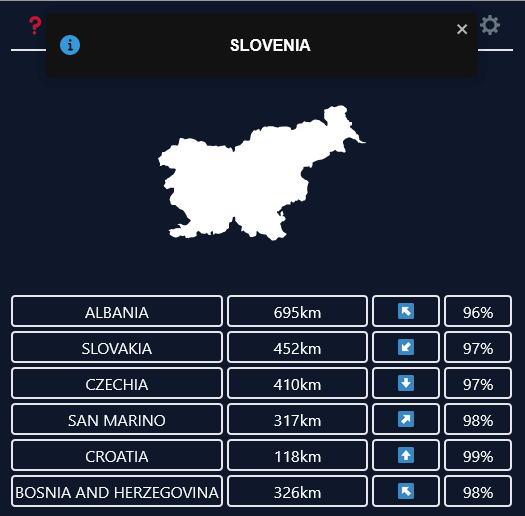 ?
SLOVENIA
ALBANIA 695km ↖ 96%
SLOVAKIA 452km ↙ 97%
CZECHIA 410km ↓ 97%
SAN MARINO 317km ↗ 98%
CROATIA 118km ↑ 99%
BOSNIA AND HERZEGOVINA 326km ↖ 98%